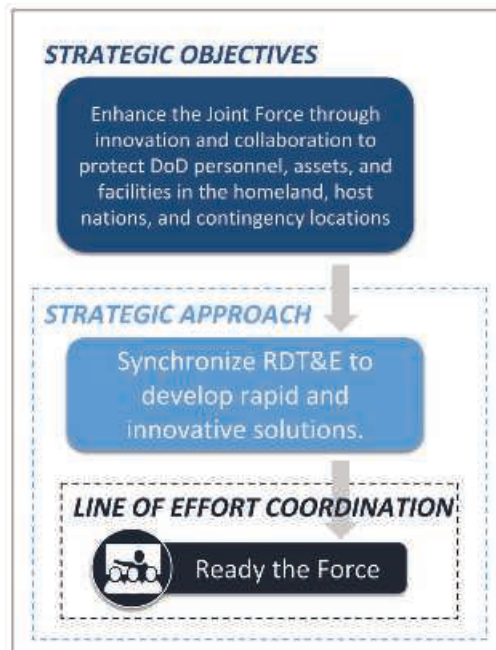 STRATEGIC OBJECTIVES
Enhance the Joint Force through
innovation and collaboration to
protect DoD personnel, assets, and
facilities in the homeland, host
nations, and contingency locations
STRATEGIC APPROACH
Synchronize RDT&E to
develop rapid and
innovative solutions.
LINE OF EFFORT COORDINATION
Ready the Force